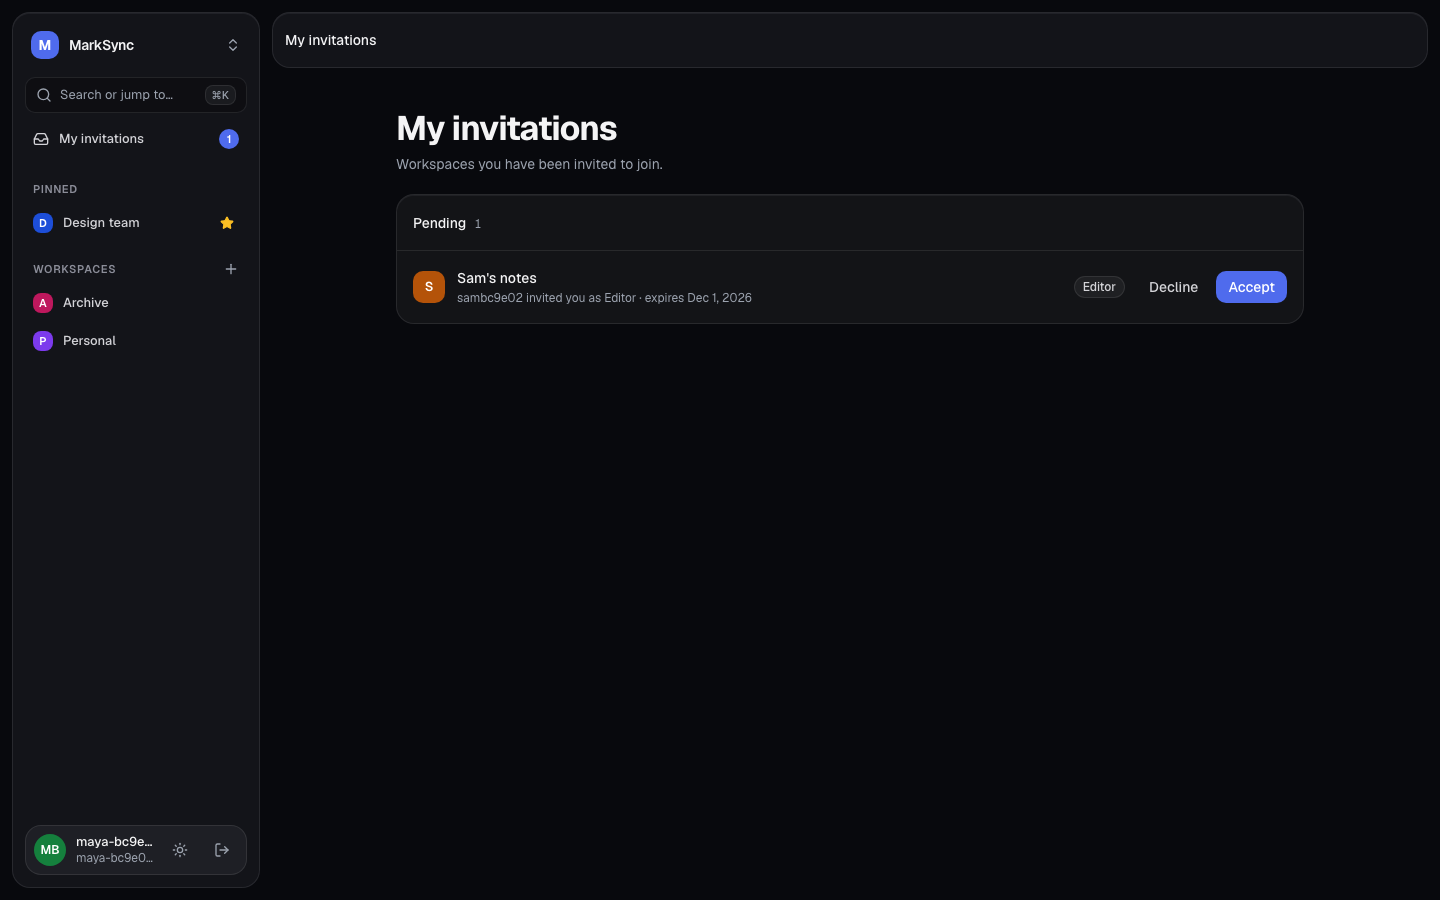 M MarkSync
Search or jump to... ⌘K
My invitations 1
PINNED
D Design team
WORKSPACES
A Archive
P Personal
MB maya-bc9e...
maya-bc9e0...
My invitations
My invitations
Workspaces you have been invited to join.
Pending 1
S Sam's notes
sambc9e02 invited you as Editor · expires Dec 1, 2026
Editor Decline Accept